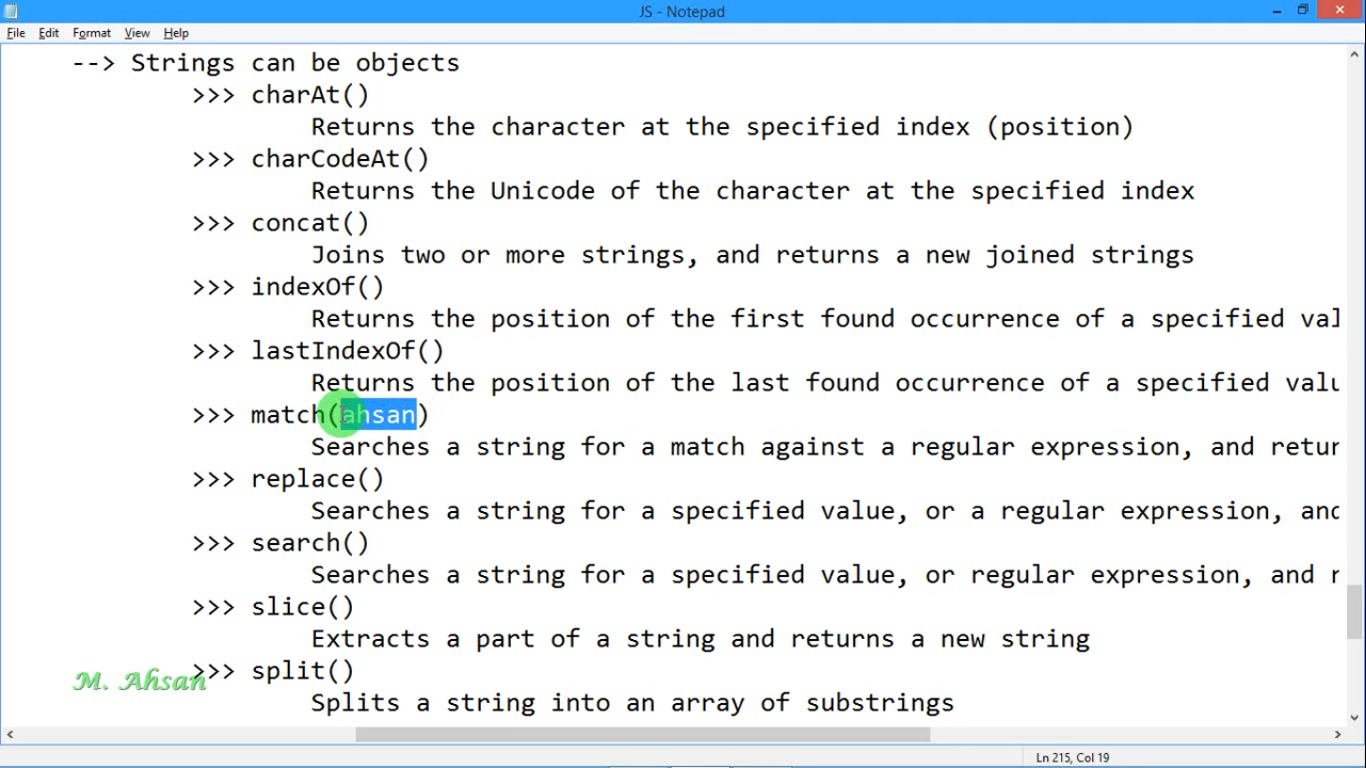 JS - Notepad
File Edit Format View Help
--> Strings can be objects
>>> charAt()
Returns the character at the specified index (position)
>>> charCodeAt()
Returns the Unicode of the character at the specified index
>>> concat()
Joins two or more strings, and returns a new joined strings
>>> indexOf()
Returns the position of the first found occurrence of a specified val
>>> lastIndexOf()
Returns the position of the last found occurrence of a specified valu
>>> match(ahsan)
Searches a string for a match against a regular expression, and retur
>>> replace()
Searches a string for a specified value, or a regular expression, and
>>> search()
Searches a string for a specified value, or regular expression, and r
>>> slice()
Extracts a part of a string and returns a new string
>>> split()
M. Ahsan
Splits a string into an array of substrings
Ln 215, Col 19